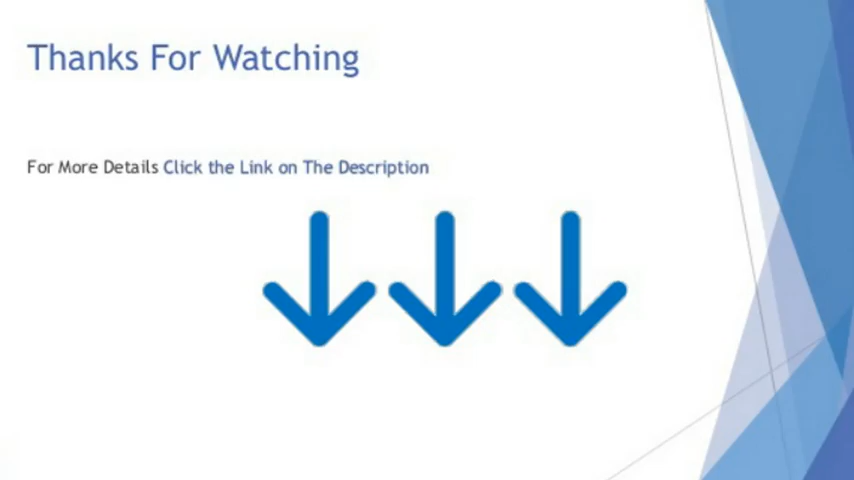 Thanks For Watching
For More Details Click the Link on The Description